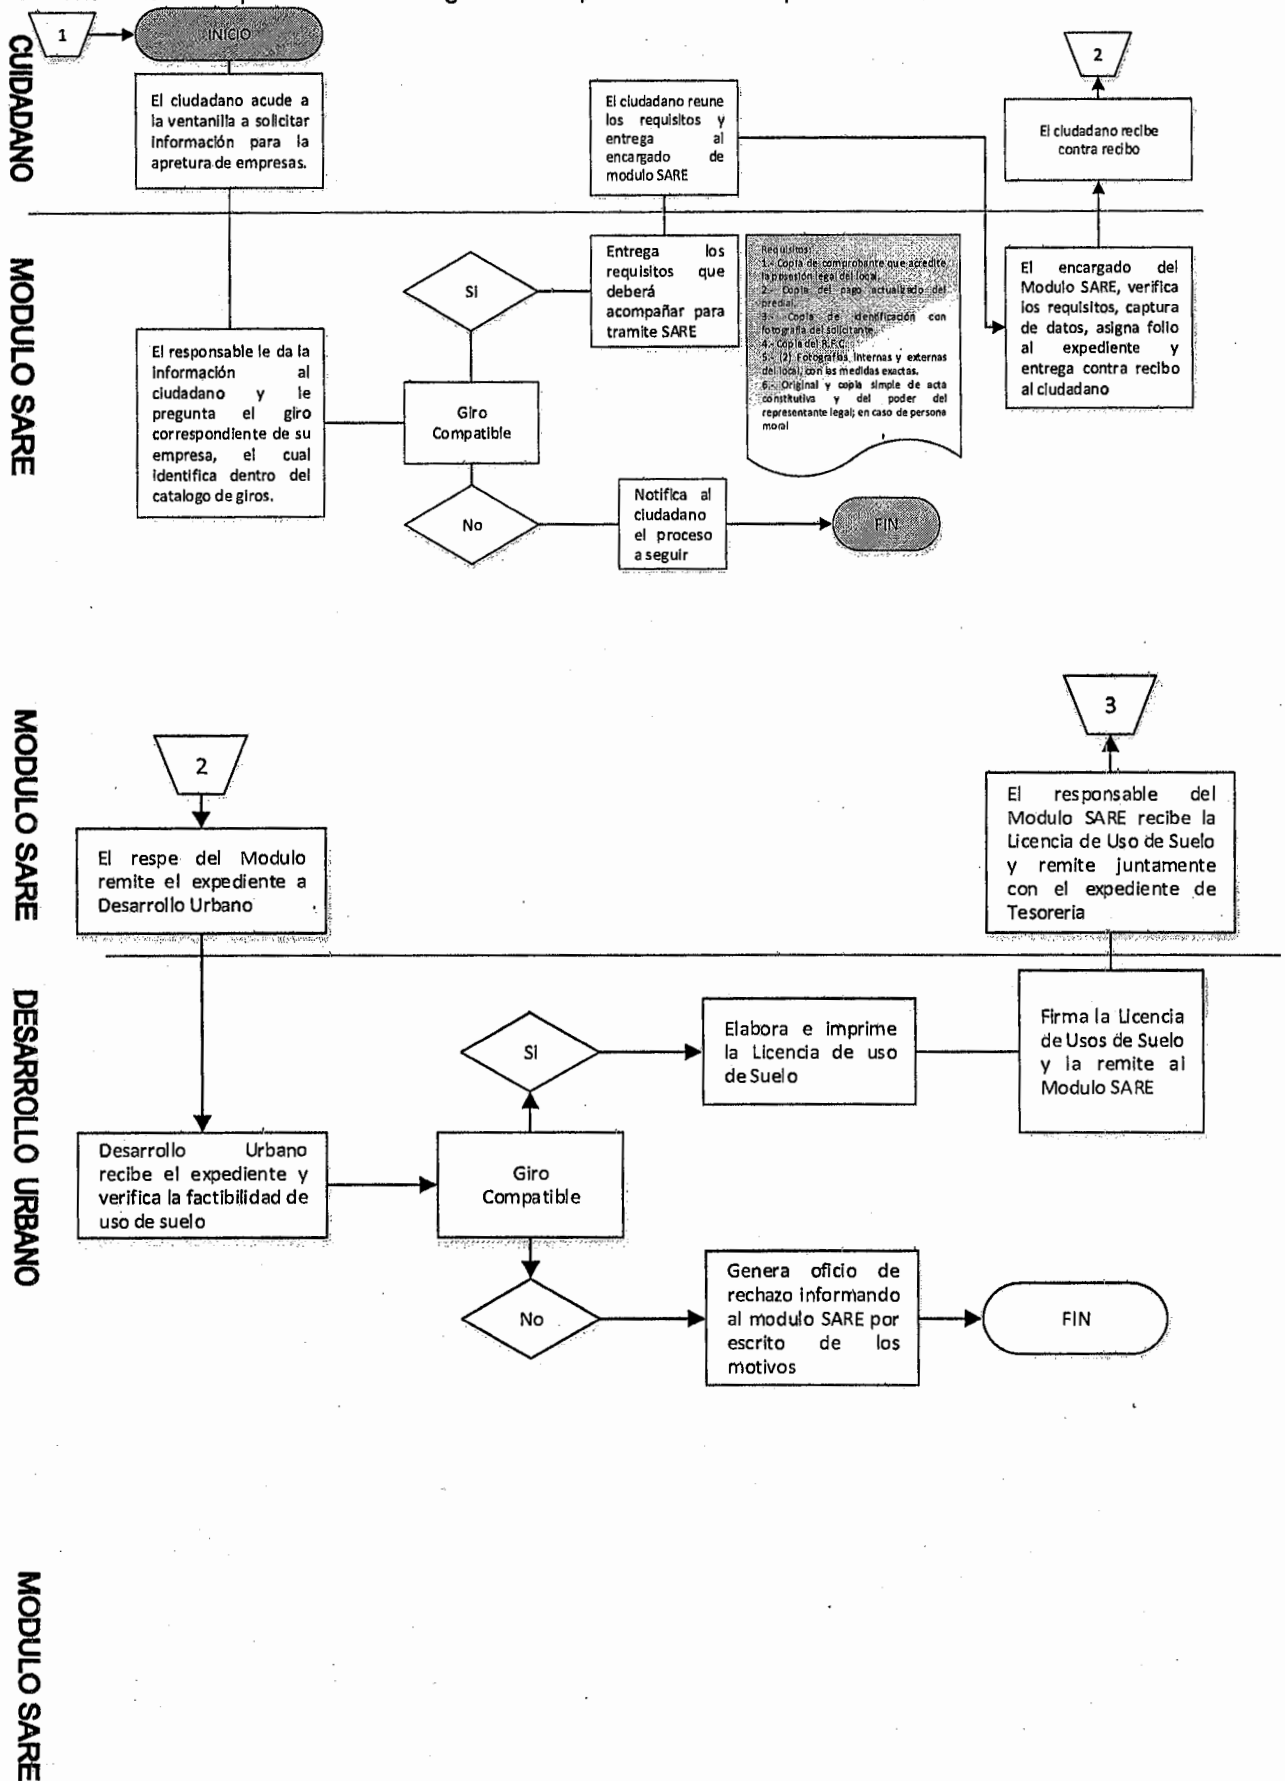 1
INICIO
CUIDADANO
El ciudadano acude a
la ventanilla a solicitar
información para la
apretura de empresas.
El ciudadano reune
los requisitos y
entrega al
encargado de
modulo SARE
2
El ciudadano recibe
contra recibo
MODULO SARE
El responsable le da la
información al
ciudadano y le
pregunta el giro
correspondiente de su
empresa, el cual
identifica dentro del
catalogo de giros.
Giro
Compatible
Si
Entrega los
requisitos que
deberá
acompañar para
tramite SARE
Requisitos:
1.- Copia de comprobante que acredite
la posesión legal del local.
2.- Copia del pago actualizado del
predial.
3.- Copia de identificación con
fotografía del solicitante.
4.- Copia del R.F.C.
5.- (2) Fotografías internas y externas
del local, con las medidas exactas.
6.- Original y copia simple de acta
constitutiva y del poder del
representante legal; en caso de persona
moral
El encargado del
Modulo SARE, verifica
los requisitos, captura
de datos, asigna folio
al expediente y
entrega contra recibo
al ciudadano
No
Notifica al
ciudadano
el proceso
a seguir
FIN
MODULO SARE
2
El respe del Modulo
remite el expediente a
Desarrollo Urbano
3
El responsable del
Modulo SARE recibe la
Licencia de Uso de Suelo
y remite juntamente
con el expediente de
Tesoreria
DESARROLLO URBANO
Desarrollo Urbano
recibe el expediente y
verifica la factibilidad de
uso de suelo
Giro
Compatible
SI
Elabora e imprime
la Licencia de uso
de Suelo
Firma la Licencia
de Usos de Suelo
y la remite al
Modulo SARE
No
Genera oficio de
rechazo informando
al modulo SARE por
escrito de los
motivos
FIN
MODULO SARE